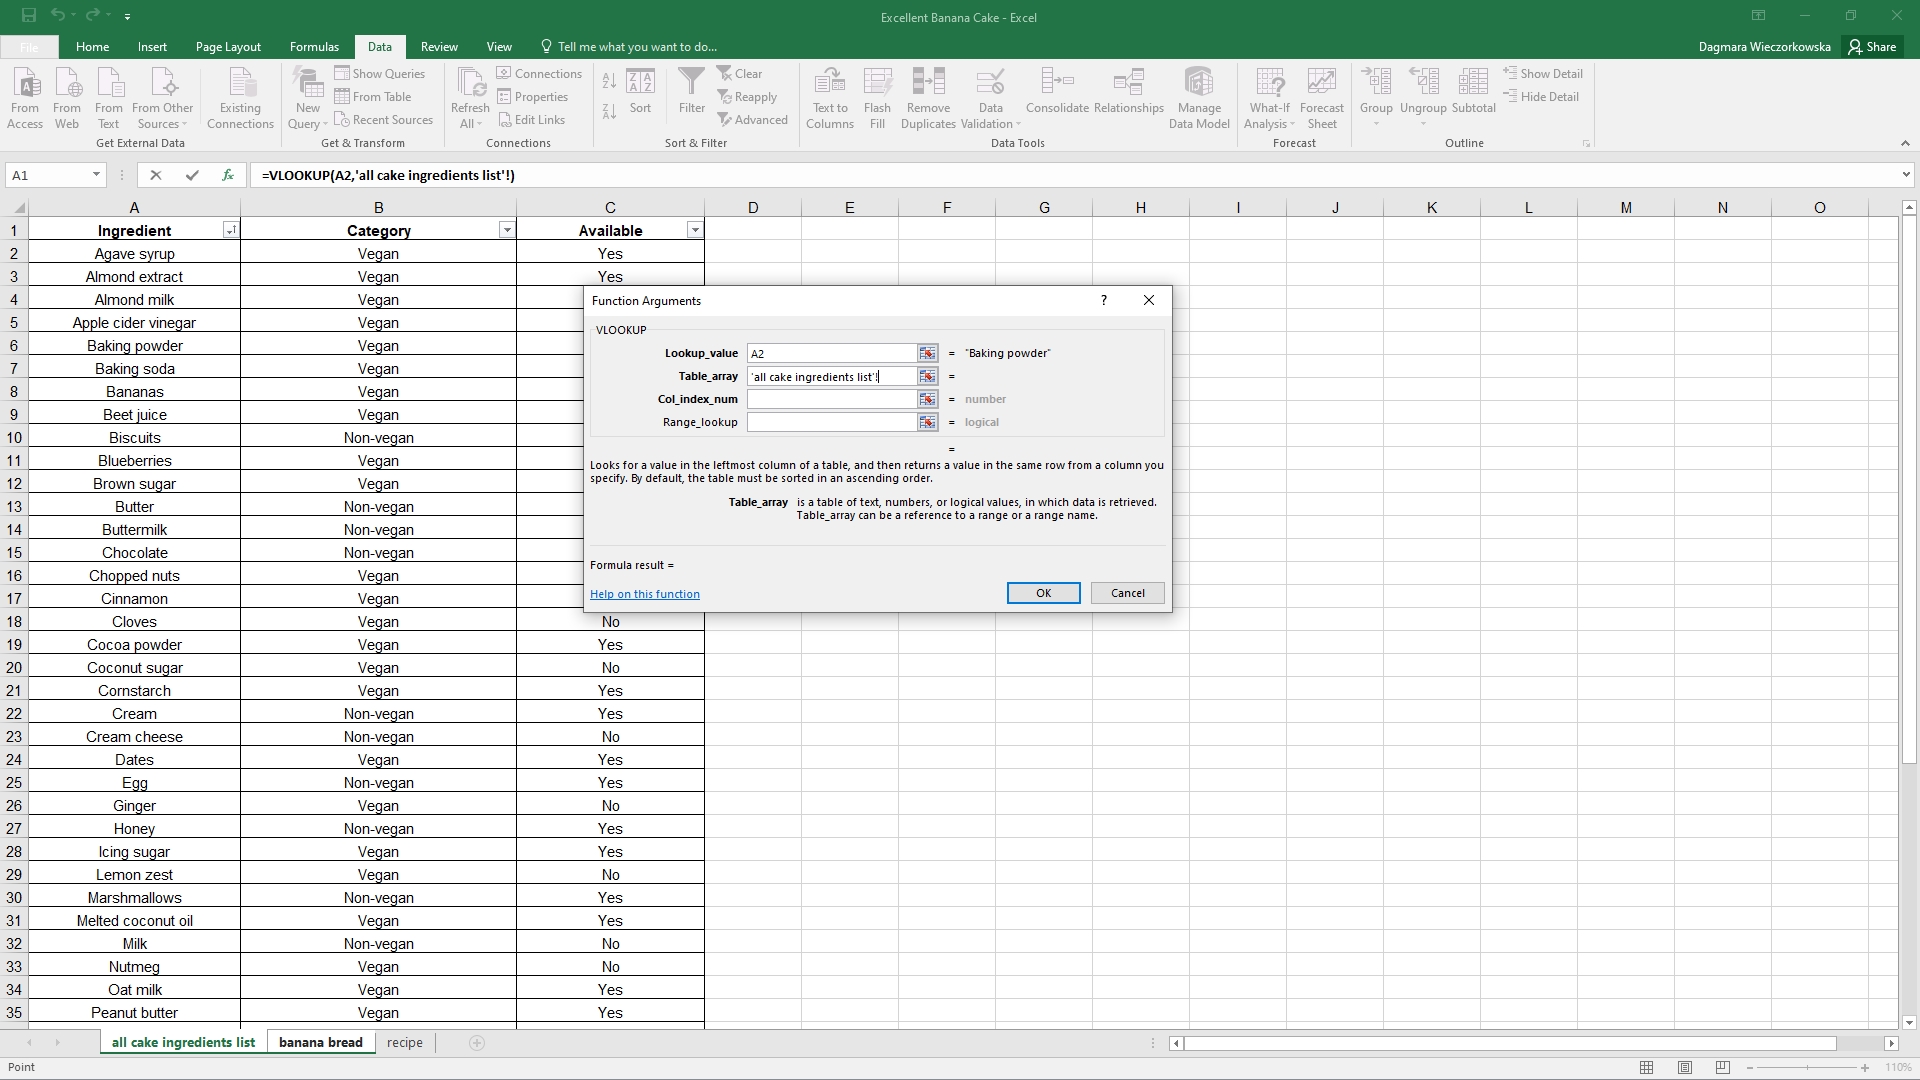 Excellent Banana Cake - Excel
File Home Insert Page Layout Formulas Data Review View Tell me what you want to do... Dagmara Wieczorkowska Share
From Access From Web From Text From Other Sources Existing Connections
Get External Data
New Query Show Queries From Table Recent Sources
Get & Transform
Refresh All Connections Properties Edit Links
Connections
Sort Filter Clear Reapply Advanced
Sort & Filter
Text to Columns Flash Fill Remove Duplicates Data Validation Consolidate Relationships Manage Data Model
Data Tools
What-If Analysis Forecast Sheet
Forecast
Group Ungroup Subtotal Show Detail Hide Detail
Outline
A1 fx =VLOOKUP(A2,'all cake ingredients list'!)
A B C D E F G H I J K L M N O
1 Ingredient Category Available
2 Agave syrup Vegan Yes
3 Almond extract Vegan Yes
4 Almond milk Vegan
5 Apple cider vinegar Vegan
6 Baking powder Vegan
7 Baking soda Vegan
8 Bananas Vegan
9 Beet juice Vegan
10 Biscuits Non-vegan
11 Blueberries Vegan
12 Brown sugar Vegan
13 Butter Non-vegan
14 Buttermilk Non-vegan
15 Chocolate Non-vegan
16 Chopped nuts Vegan
17 Cinnamon Vegan
18 Cloves Vegan No
19 Cocoa powder Vegan Yes
20 Coconut sugar Vegan No
21 Cornstarch Vegan Yes
22 Cream Non-vegan Yes
23 Cream cheese Non-vegan No
24 Dates Vegan Yes
25 Egg Non-vegan Yes
26 Ginger Vegan No
27 Honey Non-vegan Yes
28 Icing sugar Vegan Yes
29 Lemon zest Vegan No
30 Marshmallows Non-vegan Yes
31 Melted coconut oil Vegan Yes
32 Milk Non-vegan No
33 Nutmeg Vegan No
34 Oat milk Vegan Yes
35 Peanut butter Vegan Yes
Function Arguments ?
VLOOKUP
Lookup_value A2 = "Baking powder"
Table_array 'all cake ingredients list'! =
Col_index_num = number
Range_lookup = logical
=
Looks for a value in the leftmost column of a table, and then returns a value in the same row from a column you
specify. By default, the table must be sorted in an ascending order.
Table_array is a table of text, numbers, or logical values, in which data is retrieved.
Table_array can be a reference to a range or a range name.
Formula result =
Help on this function OK Cancel
all cake ingredients list banana bread recipe
Point 110%